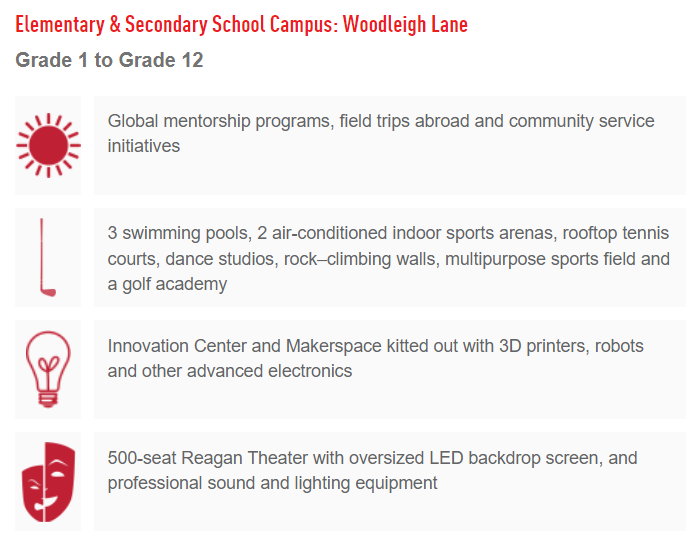 Elementary & Secondary School Campus: Woodleigh Lane
Grade 1 to Grade 12
Global mentorship programs, field trips abroad and community service
initiatives
3 swimming pools, 2 air-conditioned indoor sports arenas, rooftop tennis
courts, dance studios, rock–climbing walls, multipurpose sports field and
a golf academy
Innovation Center and Makerspace kitted out with 3D printers, robots
and other advanced electronics
500-seat Reagan Theater with oversized LED backdrop screen, and
professional sound and lighting equipment